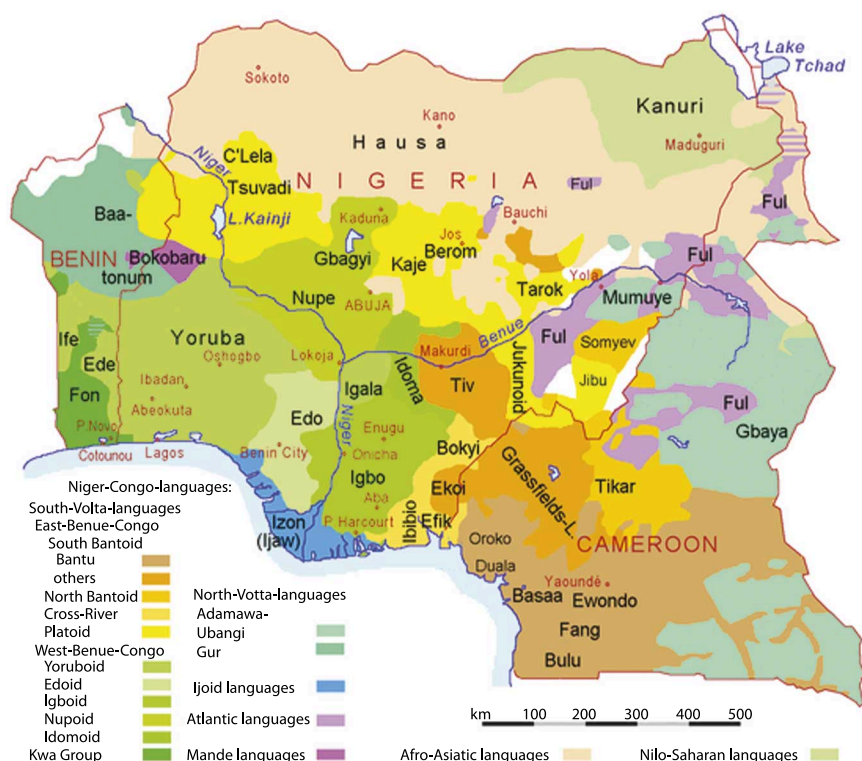 Lake
Tchad
Sokoto
Kanuri
Kano
Hausa
Maduguri
C'Lela
Niger
Tsuvadi
NIGERIA
Ful
Ful
Baa-
L.Kainji
Kaduna
Bauchi
Jos
Berom
BENIN
Bokobaru
tonum
Gbagyi
Kaje
Ful
Yola
Tarok
Mumuye
Nupe
ABUJA
Benue
Yoruba
Ife
Ede
Oshogbo
Lokoja
Makurdi
Ful
Somyev
Idoma
Jukunoid
Tiv
Jibu
Fon
Ibadan
Abeokuta
Igala
Ful
Edo
Niger
Enugu
Gbaya
P.Novo
Cotounou
Lagos
Benin City
Onicha
Bokyi
Igbo
Grassfields-L.
Aba
Ekoi
Tikar
Izon
(Ijaw)
P. Harcourt
Ibibio
Efik
Oroko
CAMEROON
Duala
Yaoundè
Basaa
Ewondo
Fang
Bulu
Niger-Congo-languages:
South-Volta-languages
East-Benue-Congo
South Bantoid
Bantu
others
North Bantoid
Cross-River
Platoid
West-Benue-Congo
Yoruboid
Edoid
Igboid
Nupoid
Idomoid
Kwa Group
North-Votta-languages
Adamawa-
Ubangi
Gur
Ijoid languages
Atlantic languages
Mande languages
km 100 200 300 400 500
Afro-Asiatic languages
Nilo-Saharan languages